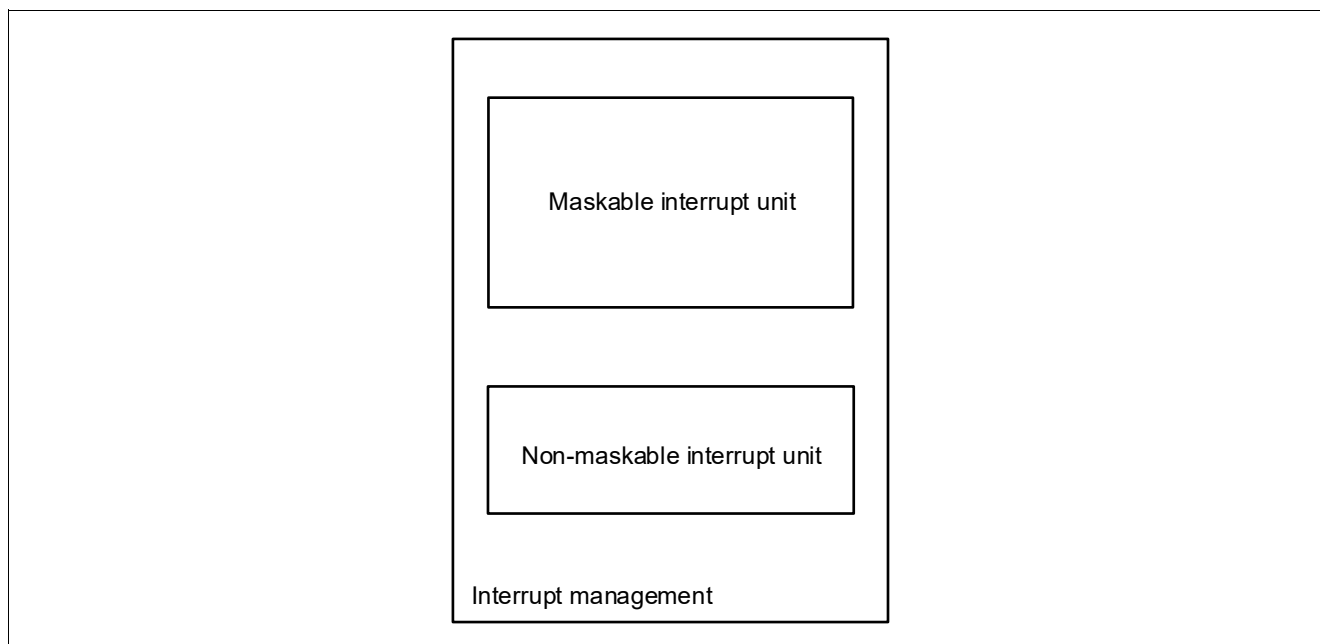 Maskable interrupt unit
Non-maskable interrupt unit
Interrupt management